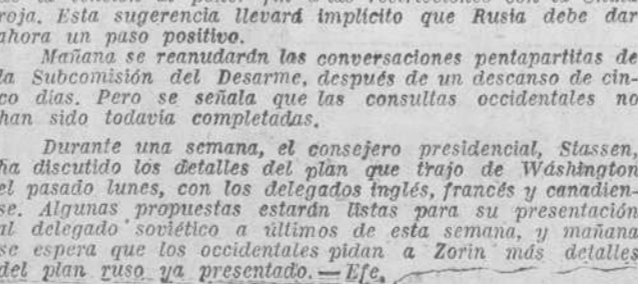 roja. Esta sugerencia llevará implícito que Rusia debe dar
ahora un paso positivo.
Mañana se reanudarán las conversaciones pentapartitas de
la Subcomisión del Desarme, después de un descanso de cin-
co días. Pero se señala que las consultas occidentales no
han sido todavía completadas.
Durante una semana, el consejero presidencial, Stassen,
ha discutido los detalles del plan que trajo de Wáshington
el pasado lunes, con los delegados inglés, francés y canadien-
se. Algunas propuestas estarán listas para su presentación
al delegado soviético a últimos de esta semana, y mañana
se espera que los occidentales pidan a Zorin más detalles
del plan ruso ya presentado.—Efe.